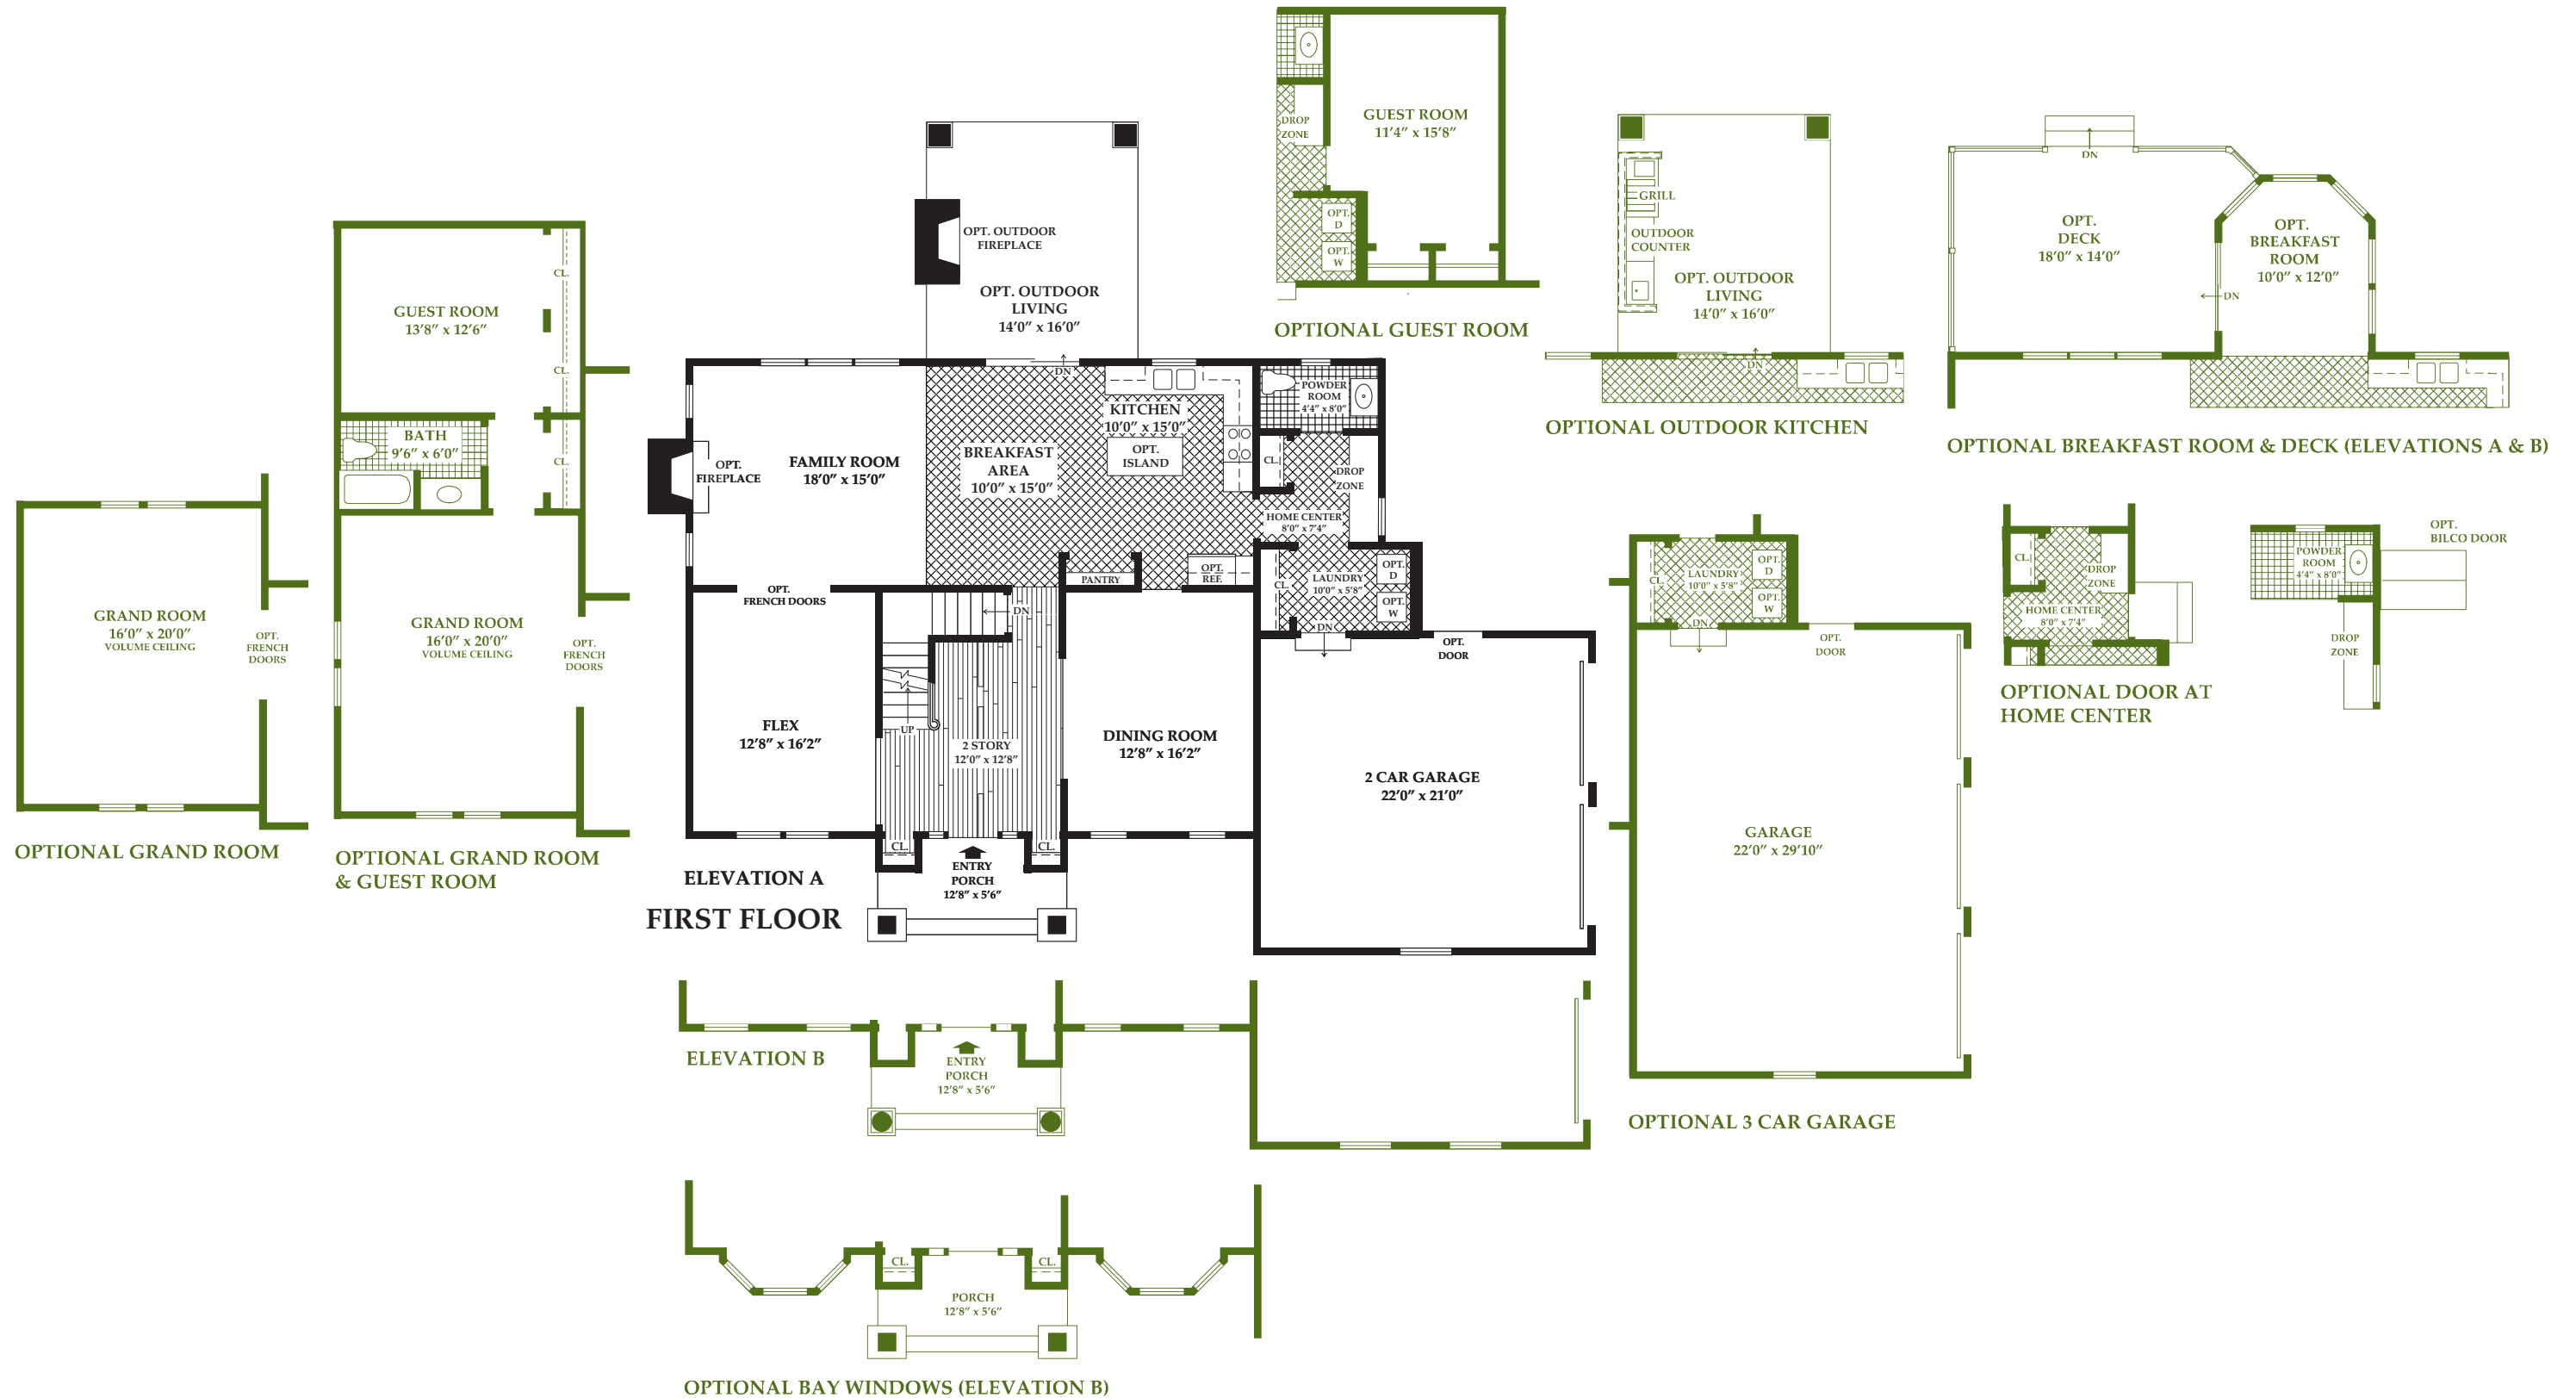 GUEST ROOM
13'8" x 12'6"
CL.
CL.
BATH
9'6" x 6'0"
CL.
GRAND ROOM
16'0" x 20'0"
VOLUME CEILING
OPT.
FRENCH
DOORS
OPTIONAL GRAND ROOM
GRAND ROOM
16'0" x 20'0"
VOLUME CEILING
OPT.
FRENCH
DOORS
OPTIONAL GRAND ROOM
& GUEST ROOM
OPT. OUTDOOR
FIREPLACE
OPT. OUTDOOR
LIVING
14'0" x 16'0"
DN
KITCHEN
10'0" x 15'0"
OPT.
ISLAND
BREAKFAST
AREA
10'0" x 15'0"
FAMILY ROOM
18'0" x 15'0"
OPT.
FIREPLACE
POWDER
ROOM
4'4" x 8'0"
CL.
DROP
ZONE
HOME CENTER
8'0" x 7'4"
OPT.
FRENCH DOORS
PANTRY
OPT.
REF.
CL.
LAUNDRY
10'0" x 5'8"
OPT.
D
OPT.
W
DN
DN
OPT.
DOOR
UP
FLEX
12'8" x 16'2"
2 STORY
12'0" x 12'8"
DINING ROOM
12'8" x 16'2"
2 CAR GARAGE
22'0" x 21'0"
CL.
CL.
ENTRY
PORCH
12'8" x 5'6"
ELEVATION A
FIRST FLOOR
ELEVATION B
ENTRY
PORCH
12'8" x 5'6"
CL.
CL.
PORCH
12'8" x 5'6"
OPTIONAL BAY WINDOWS (ELEVATION B)
GUEST ROOM
11'4" x 15'8"
DROP
ZONE
OPT.
D
OPT.
W
OPTIONAL GUEST ROOM
GRILL
OUTDOOR
COUNTER
OPT. OUTDOOR
LIVING
14'0" x 16'0"
DN
OPTIONAL OUTDOOR KITCHEN
DN
OPT.
DECK
18'0" x 14'0"
OPT.
BREAKFAST
ROOM
10'0" x 12'0"
DN
OPTIONAL BREAKFAST ROOM & DECK (ELEVATIONS A & B)
CL.
LAUNDRY
10'0" x 5'8"
OPT.
D
OPT.
W
DN
OPT.
DOOR
GARAGE
22'0" x 29'10"
OPTIONAL 3 CAR GARAGE
CL.
DROP
ZONE
HOME CENTER
8'0" x 7'4"
OPTIONAL DOOR AT
HOME CENTER
OPT.
BILCO DOOR
POWDER
ROOM
4'4" x 8'0"
DROP
ZONE